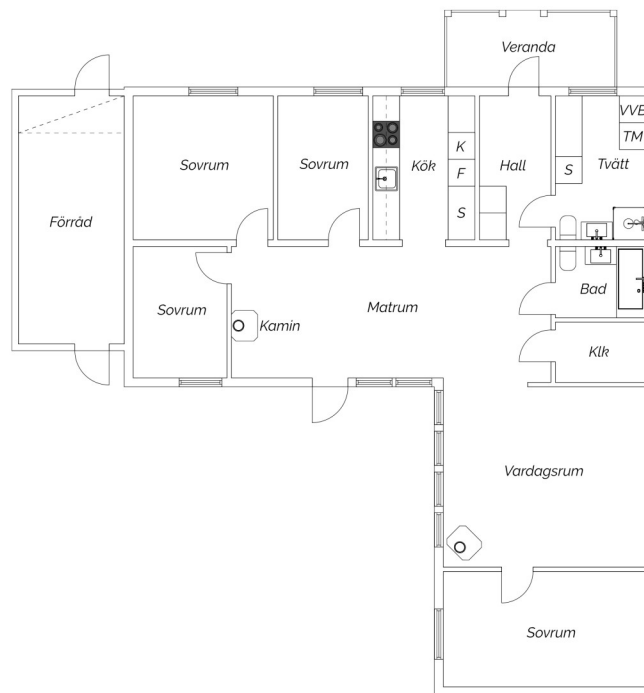 Veranda
VVB
TM
Sovrum
Sovrum
Kök
K
F
S
Hall
S
Tvätt
Förråd
Bad
Sovrum
Kamin
Matrum
Klk
Vardagsrum
Sovrum